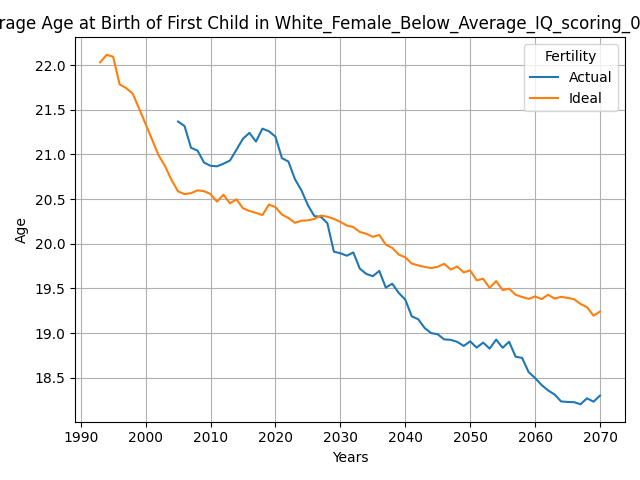 rage Age at Birth of First Child in White_Female_Below_Average_IQ_scoring_0
Fertility
Actual
Ideal
22.0
21.5
21.0
20.5
20.0
19.5
19.0
18.5
Age
1990 2000 2010 2020 2030 2040 2050 2060 2070
Years